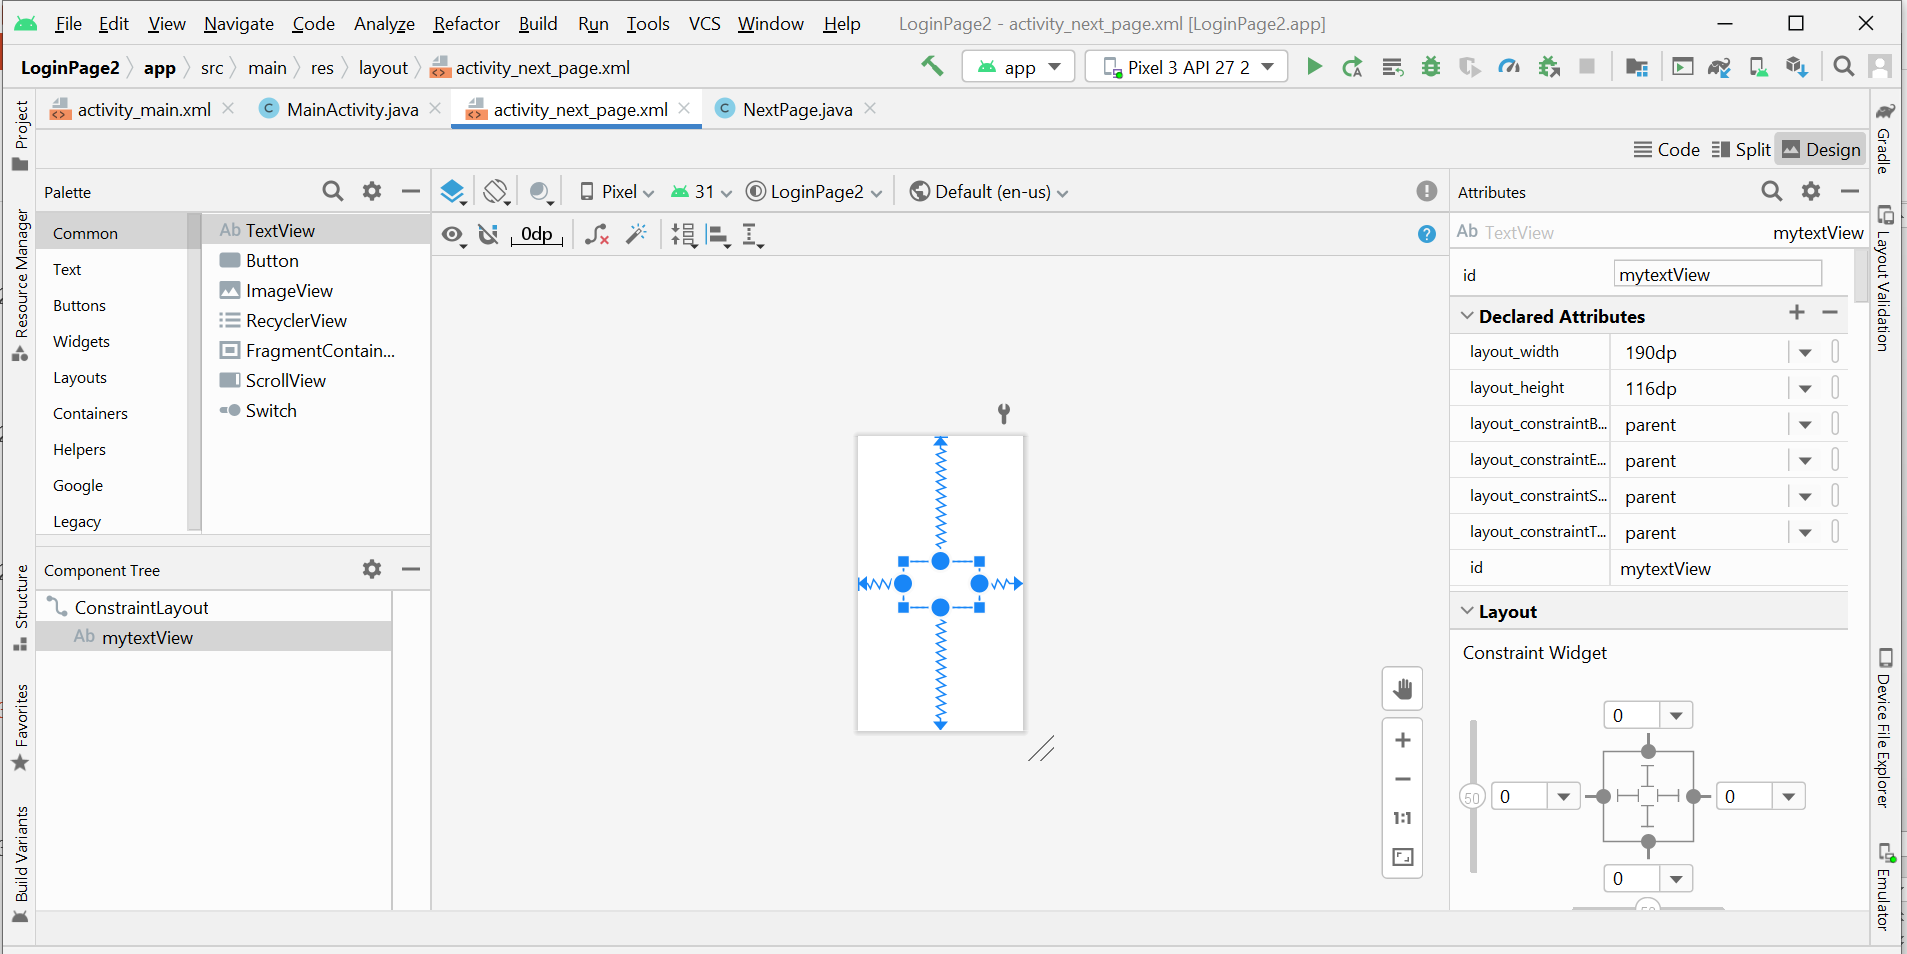 File Edit View Navigate Code Analyze Refactor Build Run Tools VCS Window Help LoginPage2 - activity_next_page.xml [LoginPage2.app]
LoginPage2 app src main res layout activity_next_page.xml app Pixel 3 API 27 2
activity_main.xml MainActivity.java activity_next_page.xml NextPage.java
Code Split Design
Project
Resource Manager
Structure
Favorites
Build Variants
Palette
Common
Text
Buttons
Widgets
Layouts
Containers
Helpers
Google
Legacy
Ab TextView
Button
ImageView
RecyclerView
FragmentContain...
ScrollView
Switch
Component Tree
ConstraintLayout
Ab mytextView
Pixel 31 LoginPage2 Default (en-us)
0dp
1:1
Attributes
Ab TextView mytextView
id mytextView
Declared Attributes
layout_width 190dp
layout_height 116dp
layout_constraintB... parent
layout_constraintE... parent
layout_constraintS... parent
layout_constraintT... parent
id mytextView
Layout
Constraint Widget
0
50 0 0
0
50
Gradle
Layout Validation
Device File Explorer
Emulator